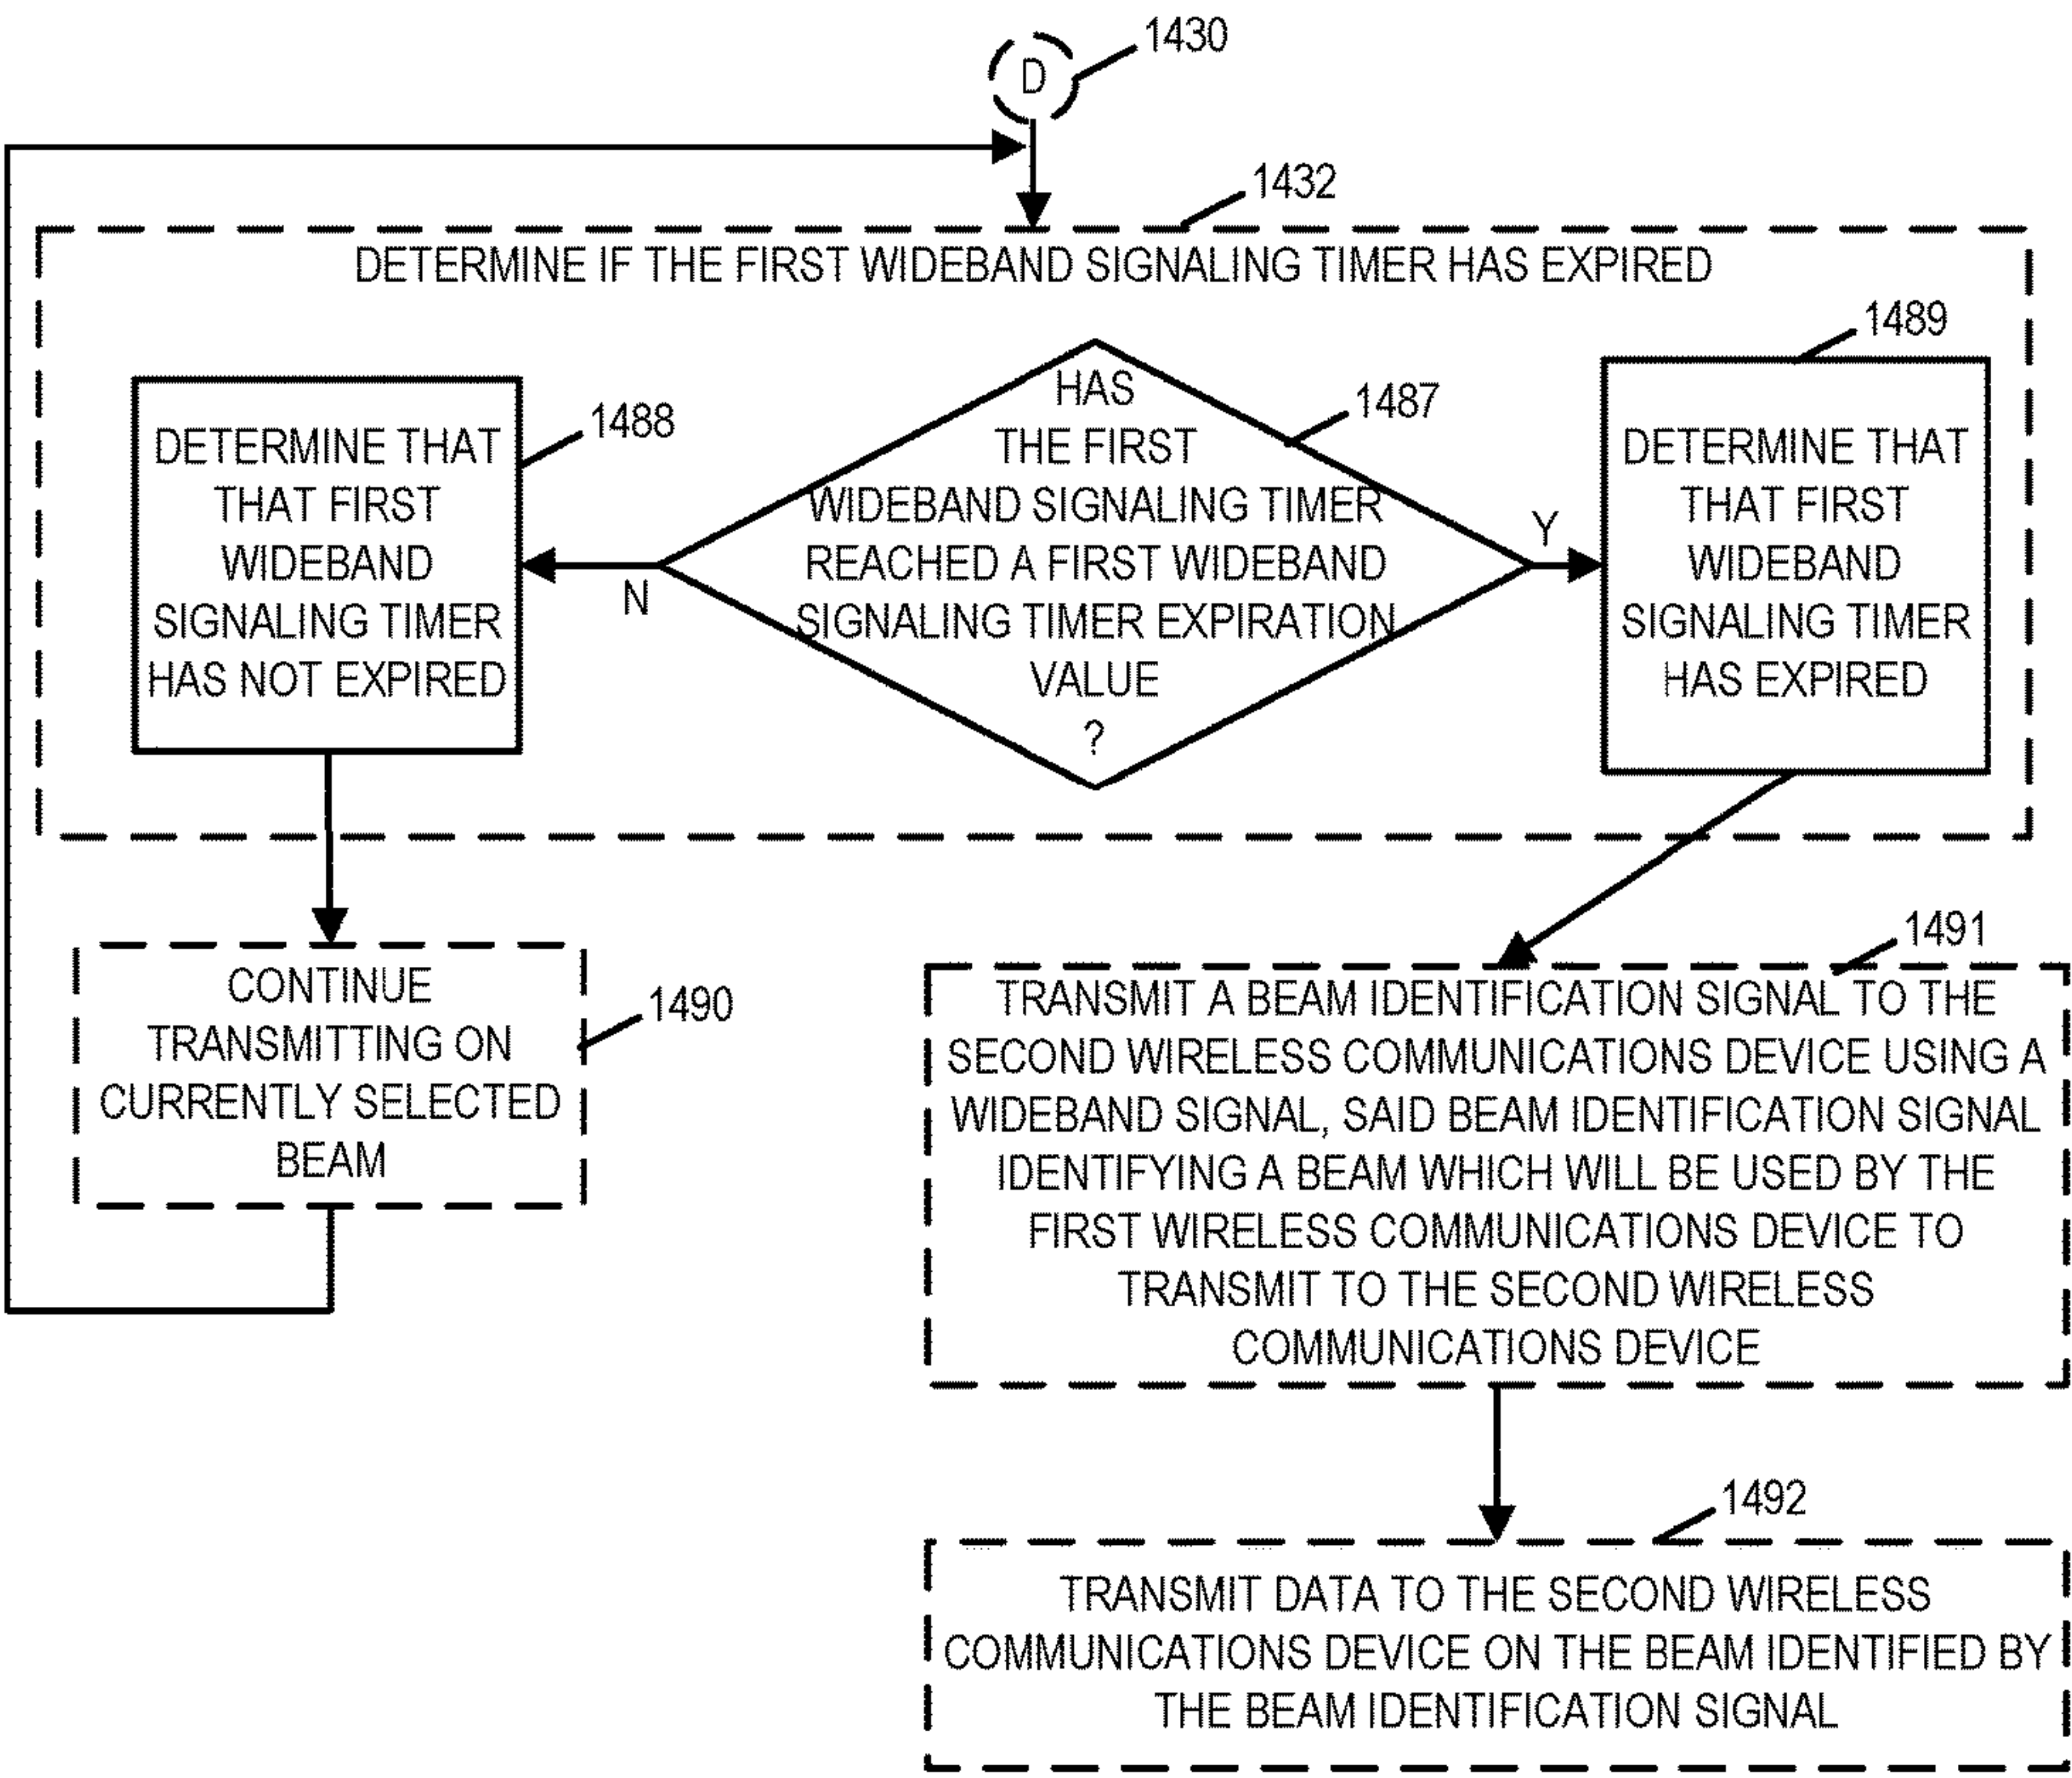 D
1430
1432
DETERMINE IF THE FIRST WIDEBAND SIGNALING TIMER HAS EXPIRED
1488
DETERMINE THAT
THAT FIRST
WIDEBAND
SIGNALING TIMER
HAS NOT EXPIRED
N
1487
HAS
THE FIRST
WIDEBAND SIGNALING TIMER
REACHED A FIRST WIDEBAND
SIGNALING TIMER EXPIRATION
VALUE
?
Y
1489
DETERMINE THAT
THAT FIRST
WIDEBAND
SIGNALING TIMER
HAS EXPIRED
1490
CONTINUE
TRANSMITTING ON
CURRENTLY SELECTED
BEAM
1491
TRANSMIT A BEAM IDENTIFICATION SIGNAL TO THE
SECOND WIRELESS COMMUNICATIONS DEVICE USING A
WIDEBAND SIGNAL, SAID BEAM IDENTIFICATION SIGNAL
IDENTIFYING A BEAM WHICH WILL BE USED BY THE
FIRST WIRELESS COMMUNICATIONS DEVICE TO
TRANSMIT TO THE SECOND WIRELESS
COMMUNICATIONS DEVICE
1492
TRANSMIT DATA TO THE SECOND WIRELESS
COMMUNICATIONS DEVICE ON THE BEAM IDENTIFIED BY
THE BEAM IDENTIFICATION SIGNAL